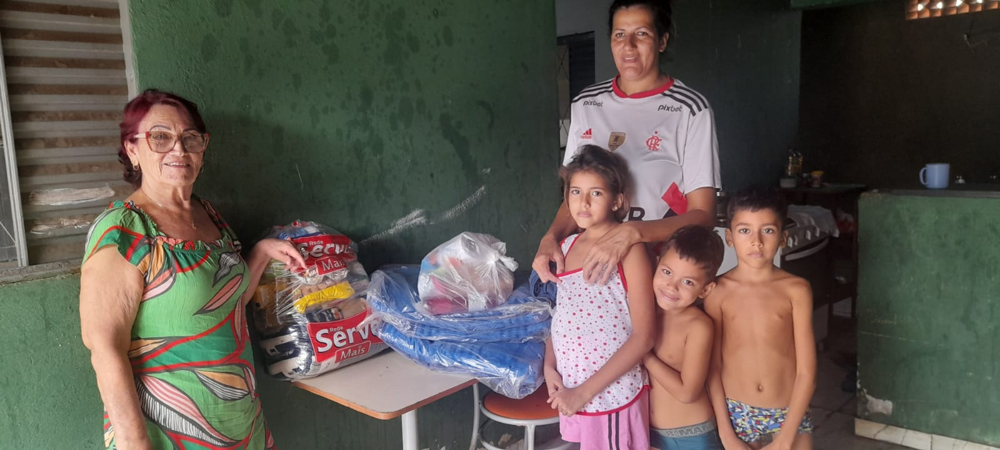 pixbet
pixbet
adidas
Rede
Serve
Mais
Rede
Serve
Mais
R